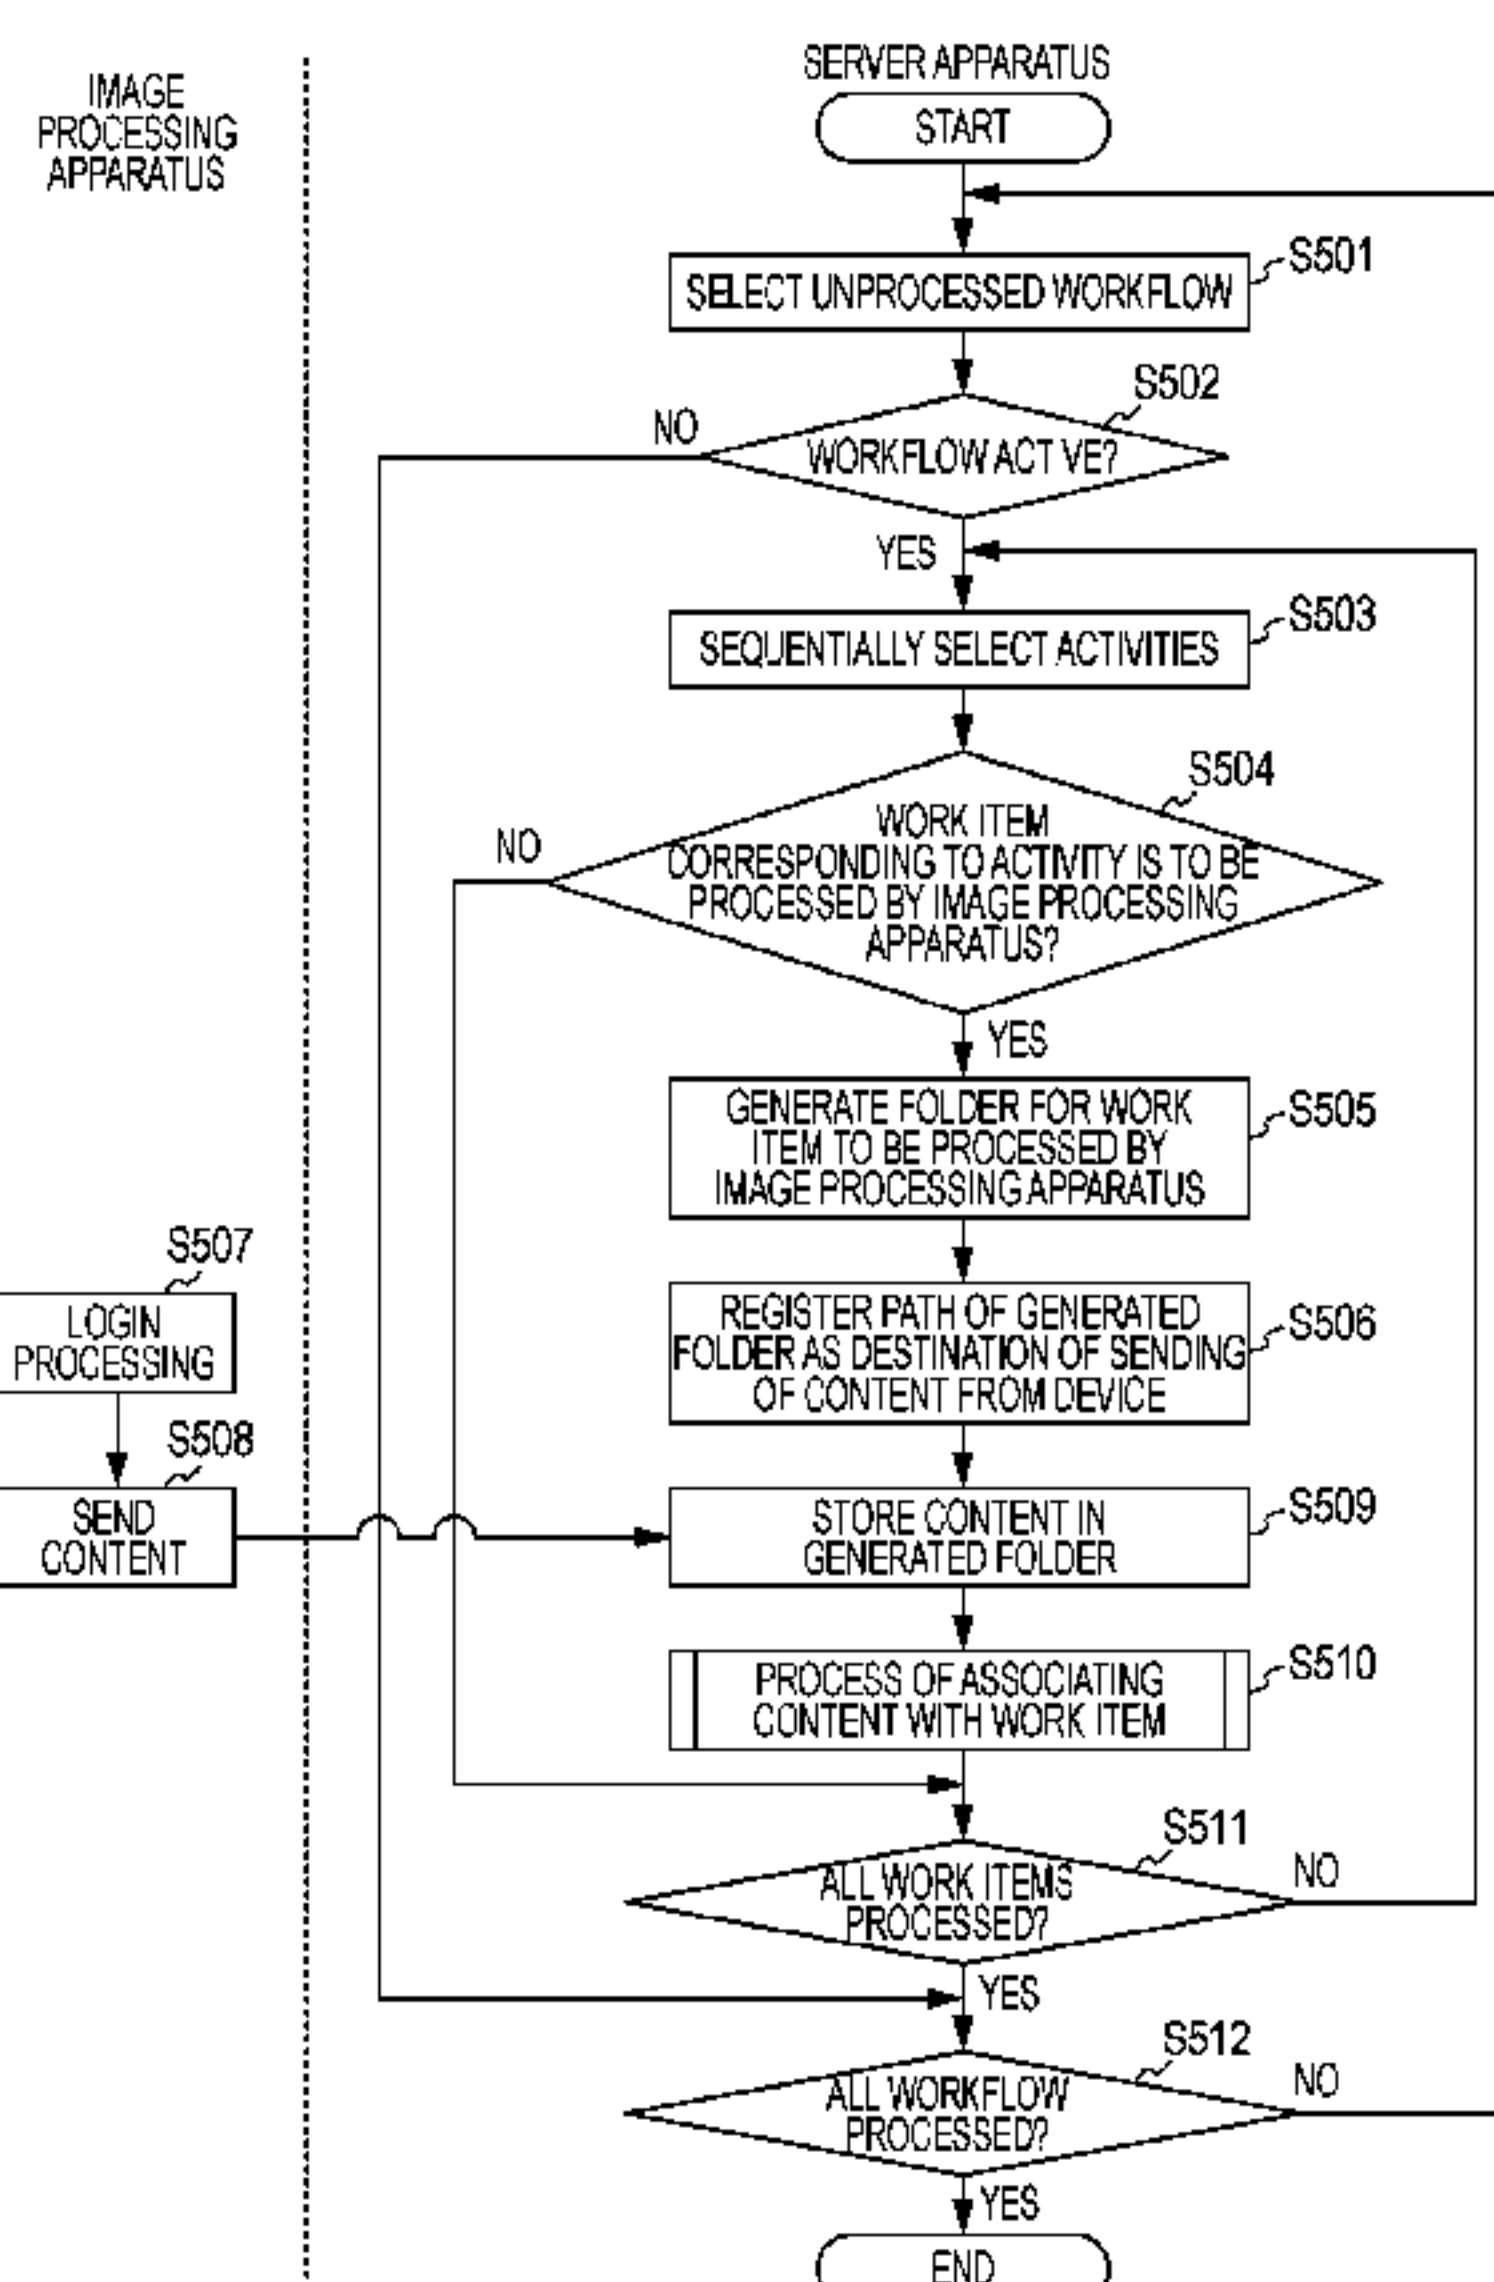 IMAGE
PROCESSING
APPARATUS
SERVER APPARATUS
START
S501
SELECT UNPROCESSED WORKFLOW
S502
NO
WORKFLOW ACT VE?
YES
S503
SEQUENTIALLY SELECT ACTIVITIES
S504
NO
WORK ITEM
CORRESPONDING TO ACTIVITY IS TO BE
PROCESSED BY IMAGE PROCESSING
APPARATUS?
YES
S505
GENERATE FOLDER FOR WORK
ITEM TO BE PROCESSED BY
IMAGE PROCESSING APPARATUS
S506
REGISTER PATH OF GENERATED
FOLDER AS DESTINATION OF SENDING
OF CONTENT FROM DEVICE
S507
LOGIN
PROCESSING
S508
SEND
CONTENT
S509
STORE CONTENT IN
GENERATED FOLDER
S510
PROCESS OF ASSOCIATING
CONTENT WITH WORK ITEM
S511
ALL WORK ITEMS
PROCESSED?
NO
YES
S512
ALL WORKFLOW
PROCESSED?
NO
YES
END